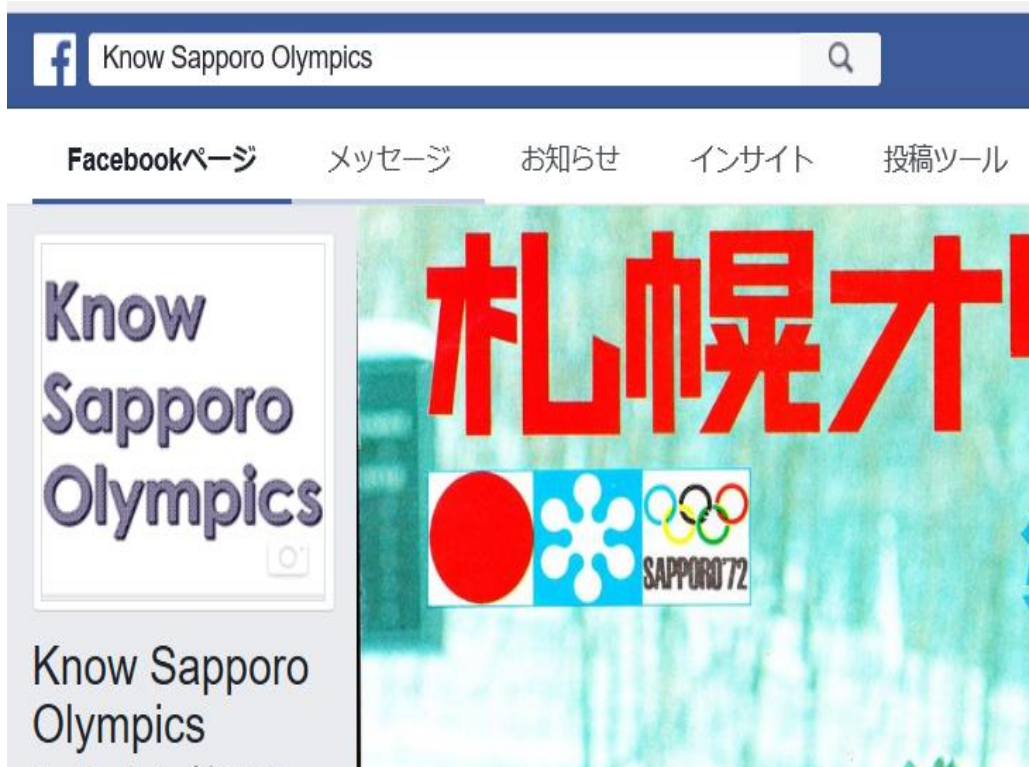 Know Sapporo Olympics
Facebookページ メッセージ お知らせ インサイト 投稿ツール
Know
Sapporo
Olympics
札幌オ
SAPPORO'72
Know Sapporo
Olympics